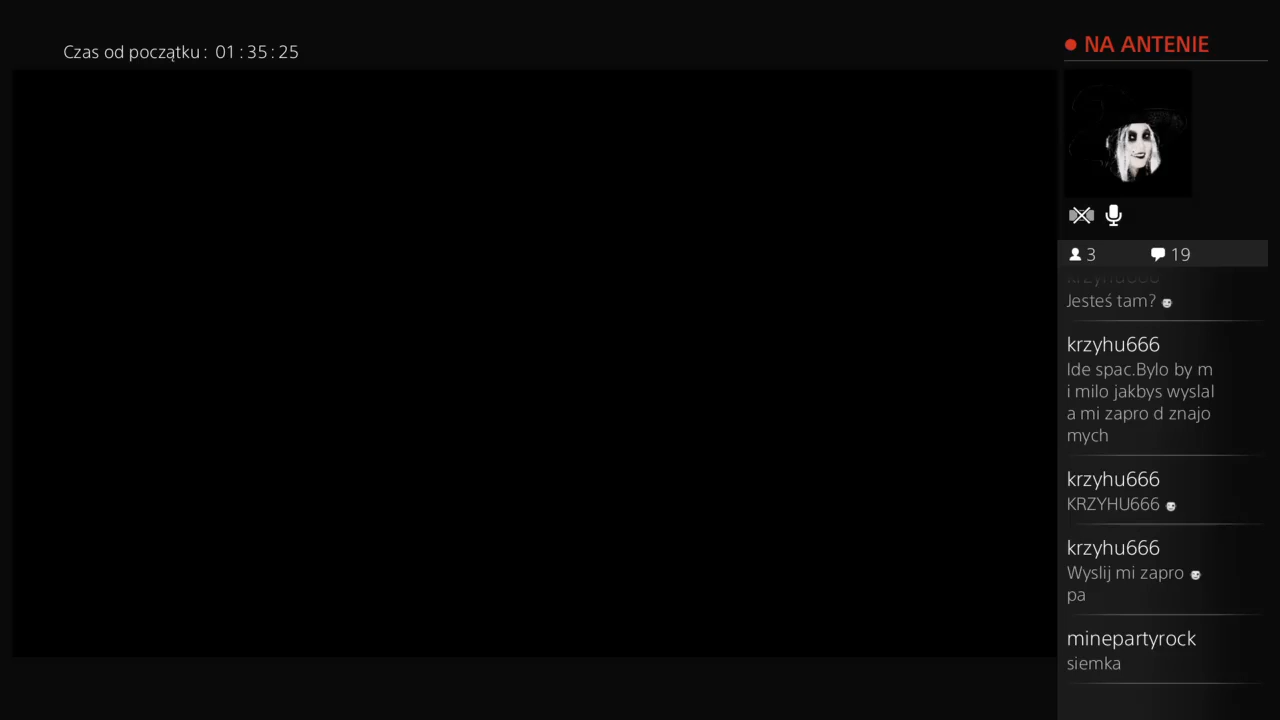 Czas od początku : 01 : 35 : 25
NA ANTENIE
3
19
krzyhu666
Jesteś tam?
krzyhu666
Ide spac.Bylo by m
i milo jakbys wyslal
a mi zapro d znajo
mych
krzyhu666
KRZYHU666
krzyhu666
Wyslij mi zapro
pa
minepartyrock
siemka